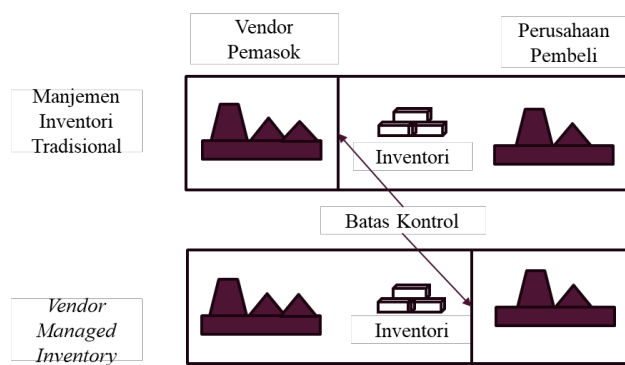 Vendor
Pemasok
Perusahaan
Pembeli
Manjemen
Inventori
Tradisional
Inventori
Batas Kontrol
Vendor
Managed
Inventory
Inventori